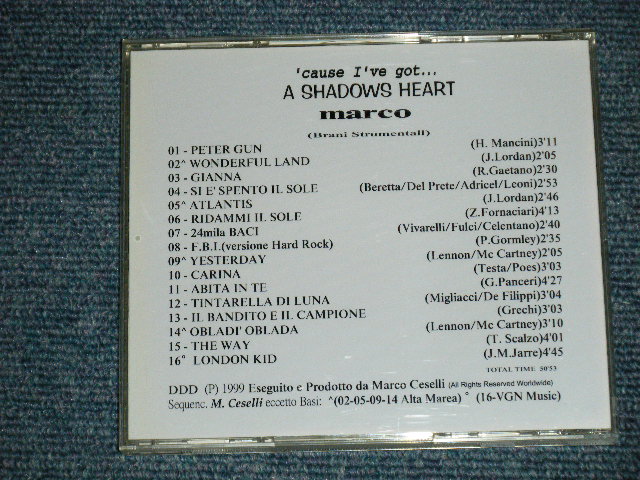 'cause I've got...
A SHADOWS HEART
marco
(Brani Strumentali)
01 - PETER GUN (H. Mancini)3'11
02^ WONDERFUL LAND (J.Lordan)2'05
03 - GIANNA (R.Gaetano)2'30
04 - SI E' SPENTO IL SOLE (Beretta/Del Prete/Adricel/Leoni)2'53
05^ ATLANTIS (J.Lordan)2'46
06 - RIDAMMI IL SOLE (Z.Fornaciari)4'13
07 - 24mila BACI (Vivarelli/Fulci/Celentano)2'40
08 - F.B.I.(versione Hard Rock) (P.Gormley)2'35
09^ YESTERDAY (Lennon/Mc Cartney)2'05
10 - CARINA (Testa/Poes)3'03
11 - ABITA IN TE (G.Panceri)4'27
12 - TINTARELLA DI LUNA (Migliacci/De Filippi)3'04
13 - IL BANDITO E IL CAMPIONE (Grechi)3'03
14^ OBLADI' OBLADA (Lennon/Mc Cartney)3'10
15 - THE WAY (T. Scalzo)4'01
16° LONDON KID (J.M.Jarre)4'45
TOTAL TIME 50'53
DDD (P) 1999 Eseguito e Prodotto da Marco Ceselli (All Rights Reserved Worldwide)
Sequenc. M. Ceselli eccetto Basi: ^(02-05-09-14 Alta Marea) ° (16-VGN Music)